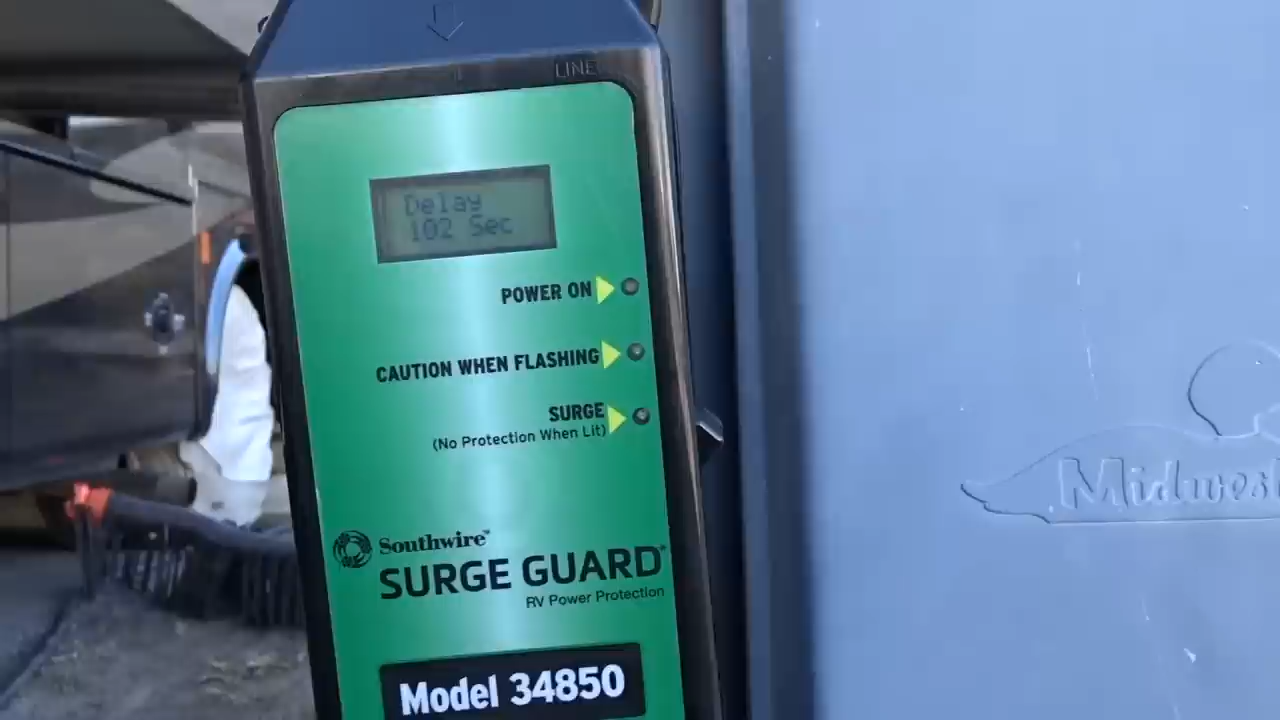 LINE
Delay
102 Sec
POWER ON
CAUTION WHEN FLASHING
SURGE
(No Protection When Lit)
Southwire™
SURGE GUARD®
RV Power Protection
Model 34850
Midwest